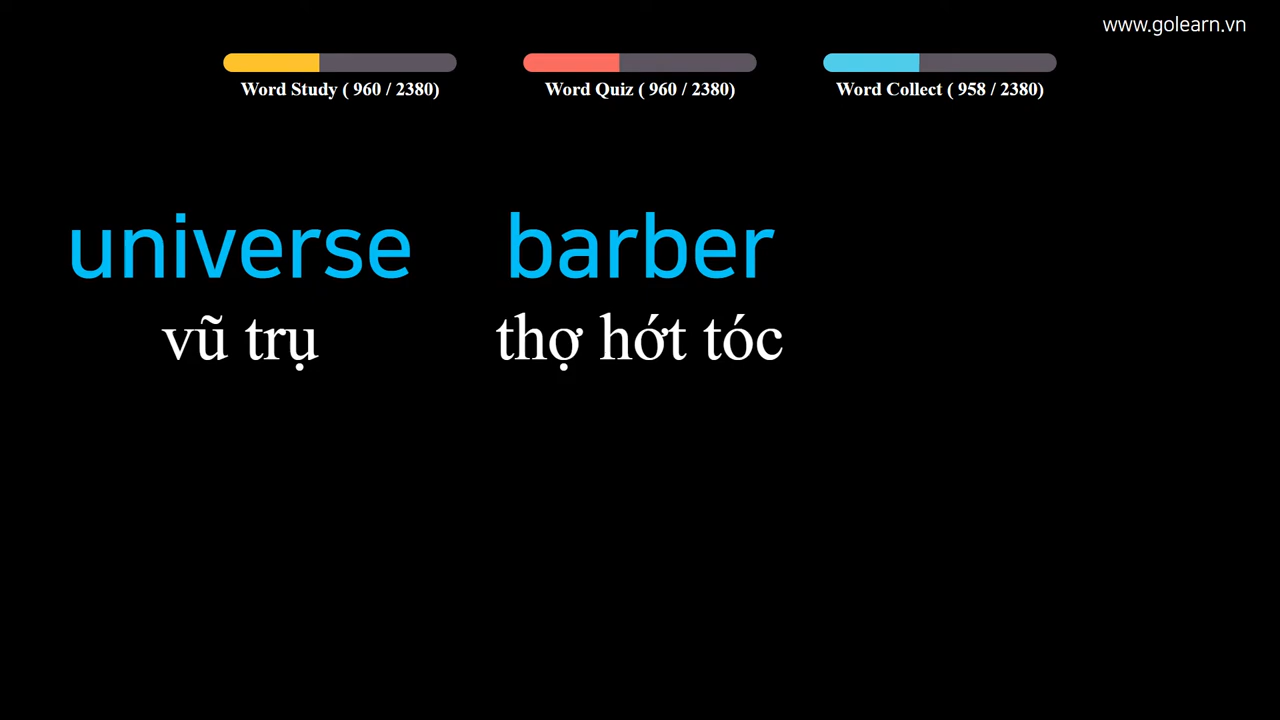 www.golearn.vn
Word Study ( 960 / 2380) Word Quiz ( 960 / 2380) Word Collect ( 958 / 2380)
universe barber
vũ trụ thợ hớt tóc